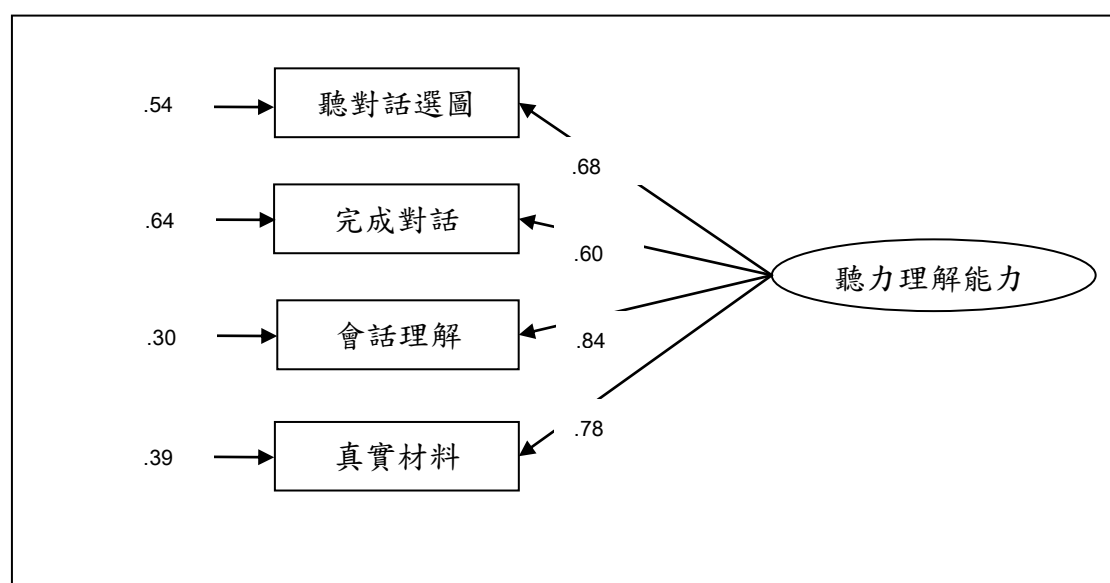 .54
聽對話選圖
.68
.64
完成對話
.60
聽力理解能力
.30
會話理解
.84
.39
真實材料
.78